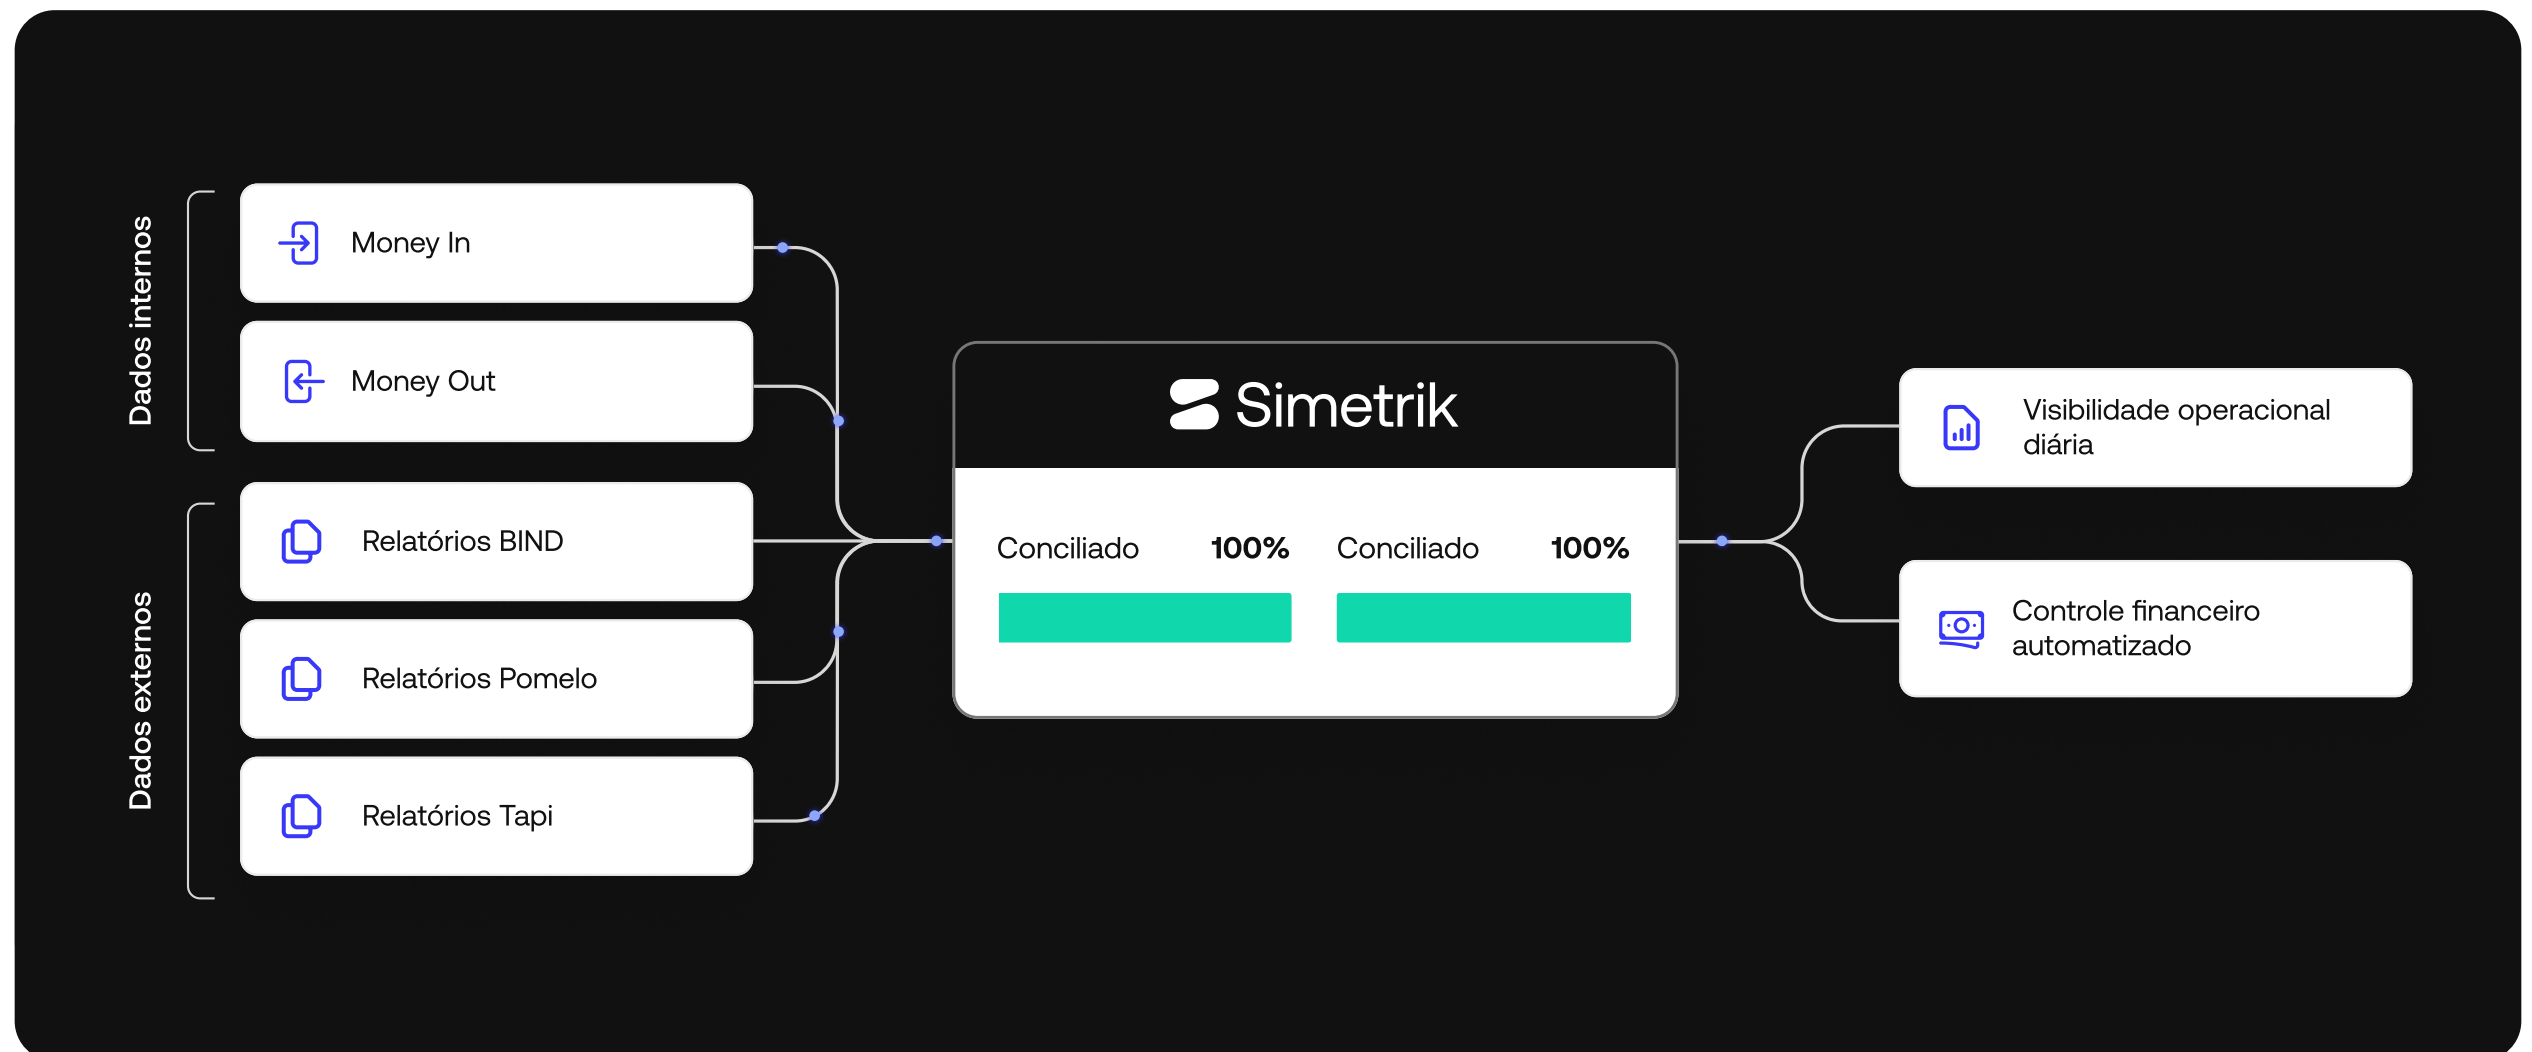 Dados internos
Money In
Money Out
Dados externos
Relatórios BIND
Relatórios Pomelo
Relatórios Tapi
Simetrik
Conciliado 100%
Conciliado 100%
Visibilidade operacional
diária
Controle financeiro
automatizado